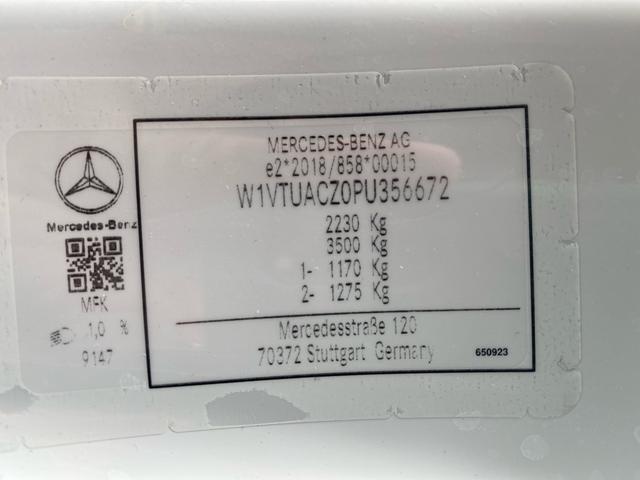 MERCEDES-BENZ AG
e2*2018/858*00015
W1VTUACZ0PU356672
2230 Kg
3500 Kg
1- 1170 Kg
2- 1275 Kg
Mercedesstraße 120
70372 Stuttgart Germany
650923
Mercedes-Benz
MFK
1,0 %
9147